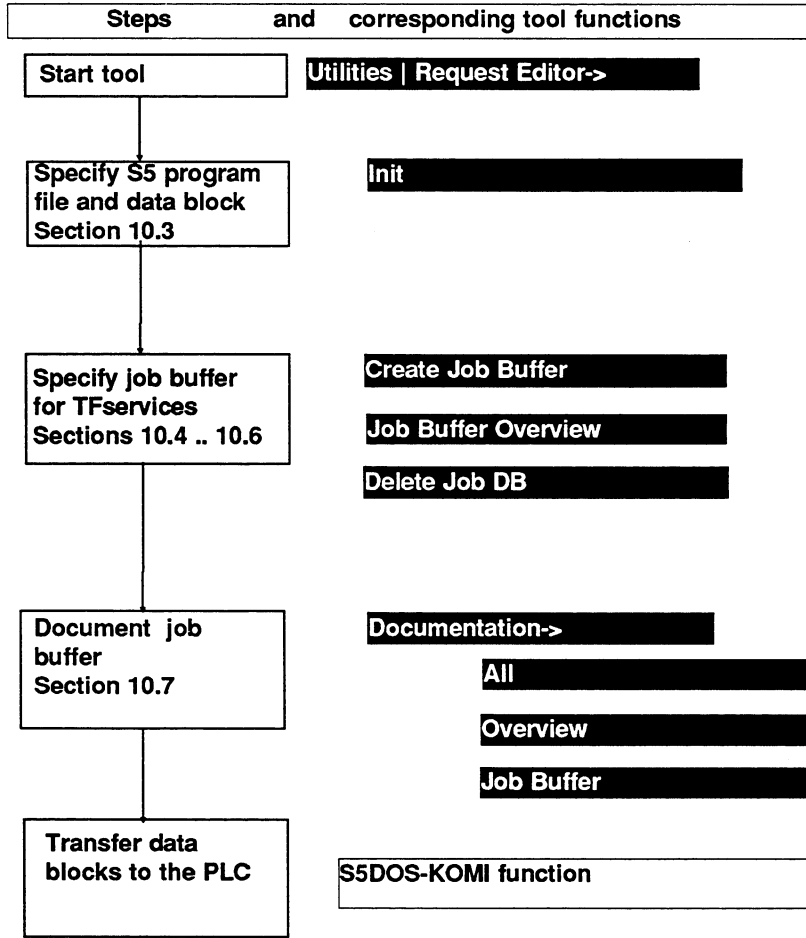 Steps and corresponding tool functions
Start tool
Utilities | Request Editor->
Specify S5 program
file and data block
Section 10.3
Init
Specify job buffer
for TFservices
Sections 10.4 .. 10.6
Create Job Buffer
Job Buffer Overview
Delete Job DB
Document job
buffer
Section 10.7
Documentation->
All
Overview
Job Buffer
Transfer data
blocks to the PLC
S5DOS-KOMI function